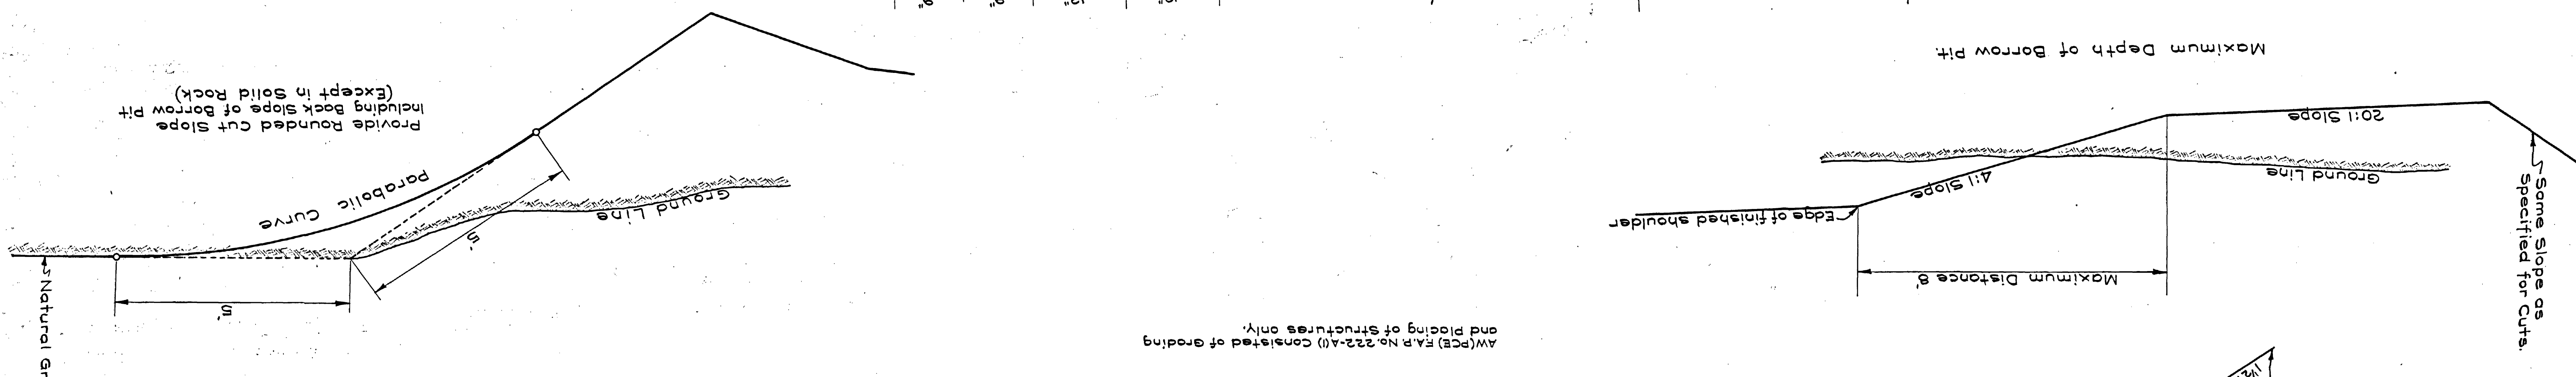 AW(PCE) F.A.P. No. 222-A(1) Consisted of Grading
and Placing of Structures only.
Same Slope as
Specified for Cuts.
Maximum Distance 8'
Edge of finished shoulder
4:1 Slope
Ground Line
20:1 Slope
Maximum Depth of Borrow Pit.
5'
5'
Natural Gr
Ground Line
Parabolic Curve
Provide Rounded Cut Slope
Including Back Slope of Borrow Pit
(Except in Solid Rock)
9"
9"